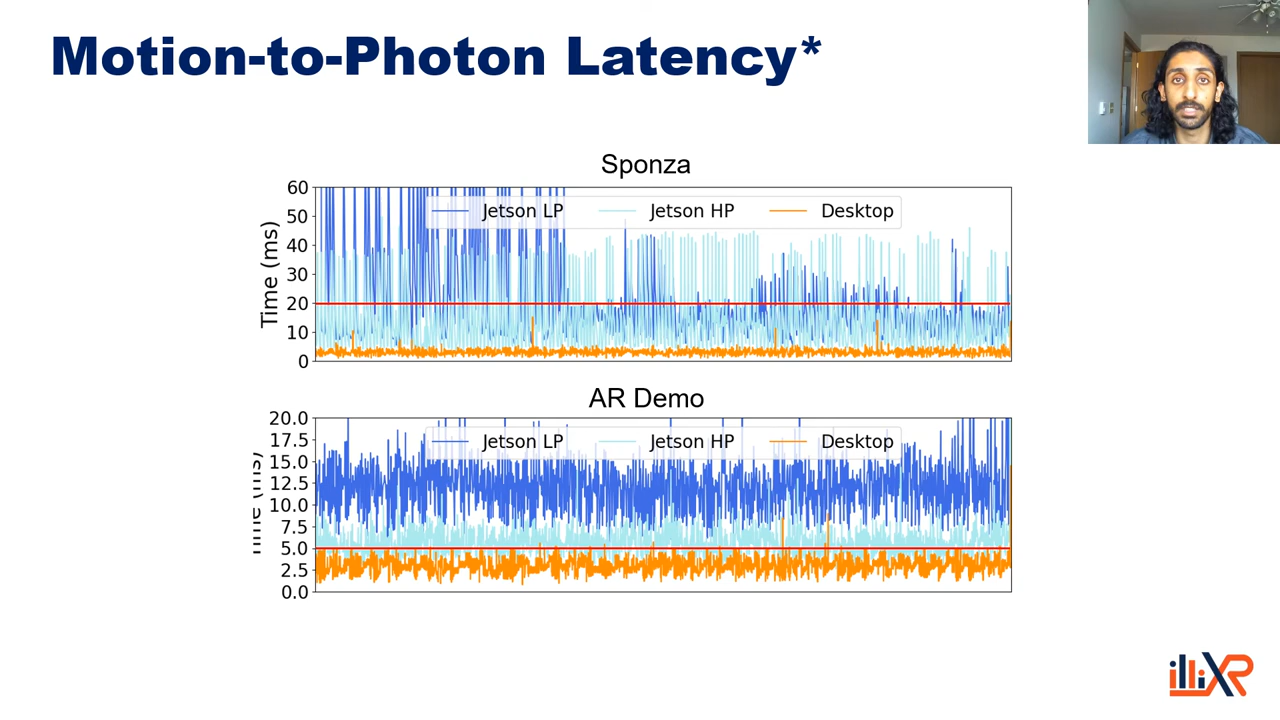 Motion-to-Photon Latency*
Sponza
60
50
40
30
20
10
0
Time (ms)
Jetson LP
Jetson HP
Desktop
AR Demo
20.0
17.5
15.0
12.5
10.0
7.5
5.0
2.5
0.0
Time (ms)
Jetson LP
Jetson HP
Desktop
illiXR